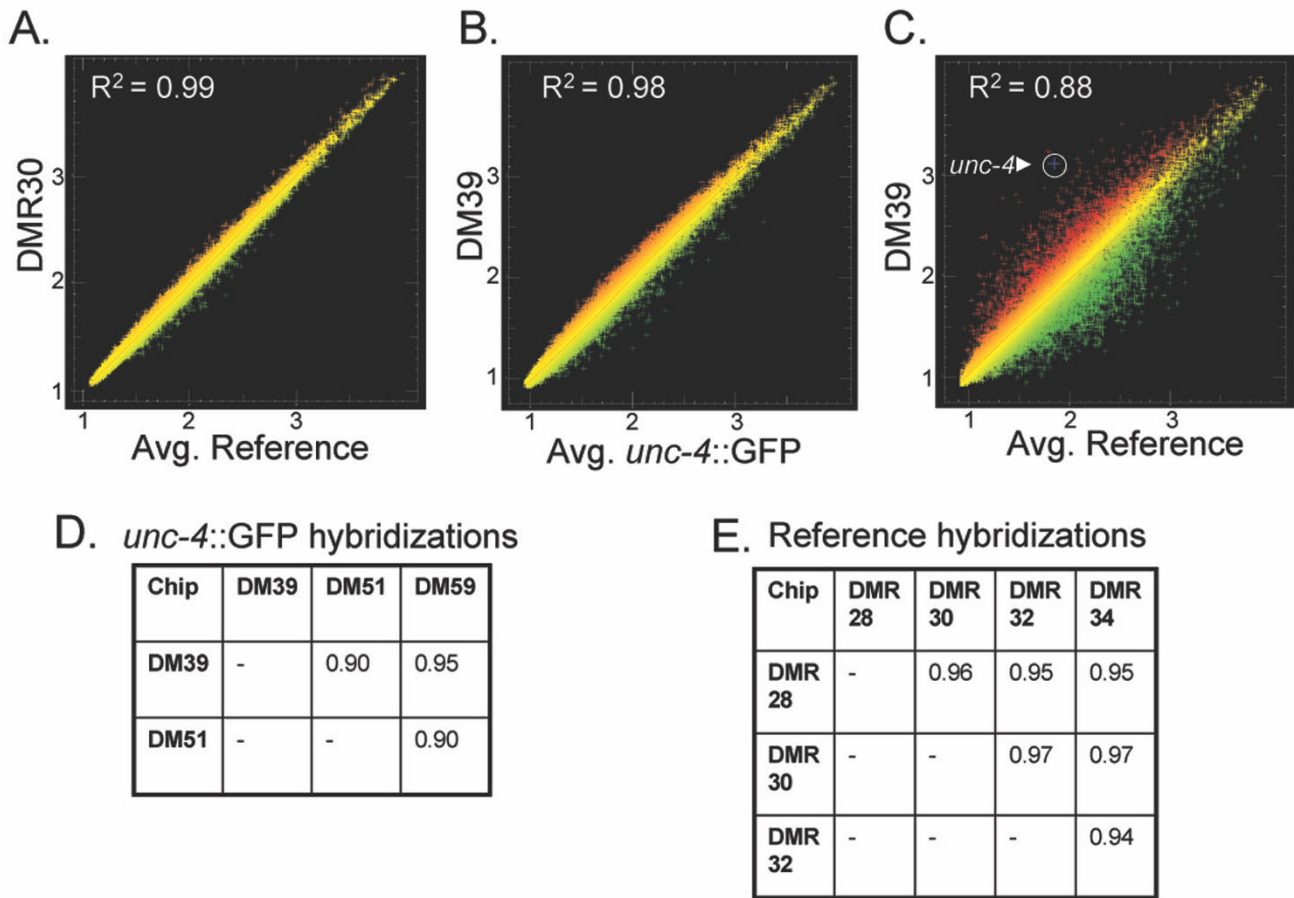 A.
R² = 0.99
DMR30
3
2
1
1 2 3
Avg. Reference
B.
R² = 0.98
DM39
3
2
1
1 2 3
Avg. unc-4::GFP
C.
R² = 0.88
unc-4
DM39
3
2
1
1 2 3
Avg. Reference
D. unc-4::GFP hybridizations
Chip DM39 DM51 DM59
DM39 - 0.90 0.95
DM51 - - 0.90
E. Reference hybridizations
Chip DMR DMR DMR DMR
28 30 32 34
DMR - 0.96 0.95 0.95
28
DMR - - 0.97 0.97
30
DMR - - - 0.94
32